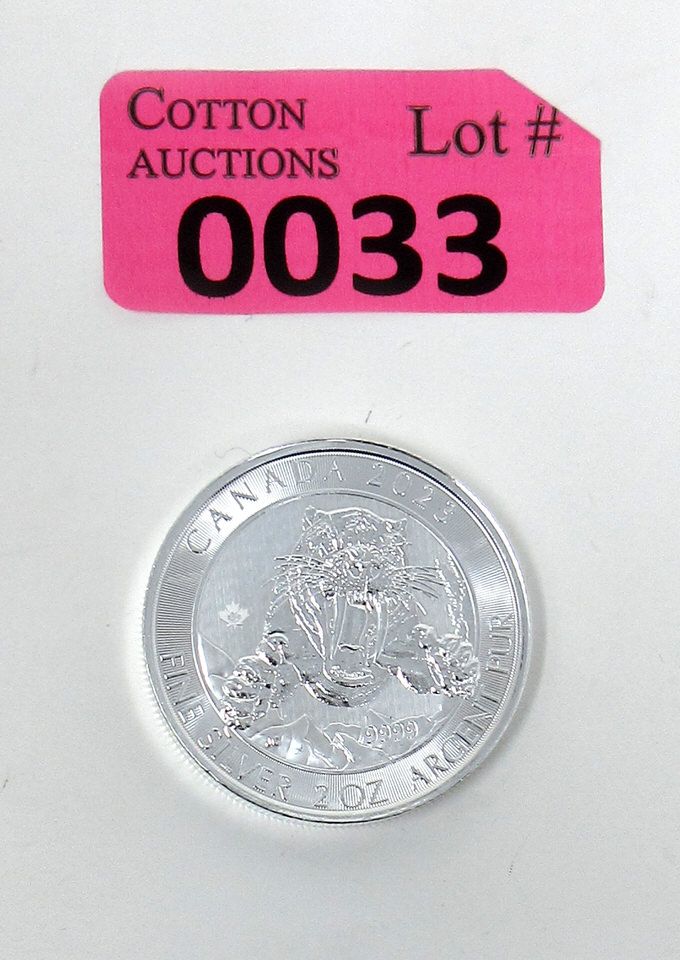 COTTON
AUCTIONS
Lot #
0033
CANADA 2023
9999
FINE SILVER 2 OZ ARGENT PUR